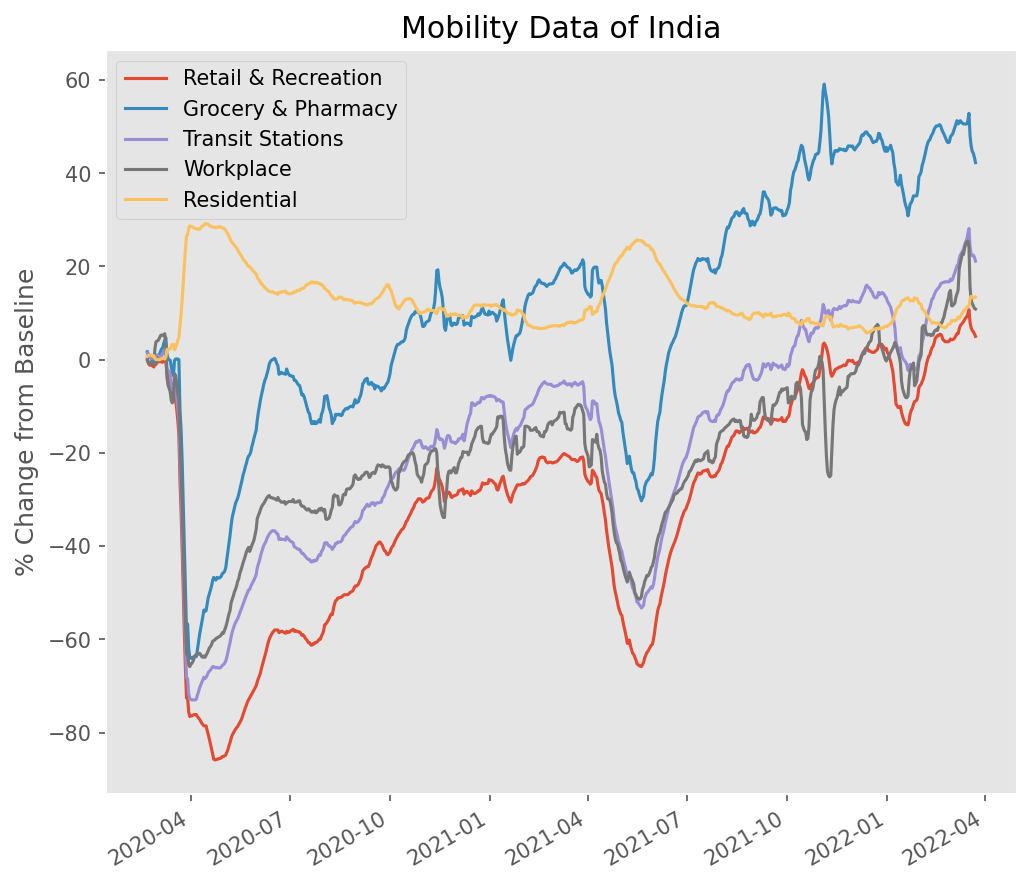 Mobility Data of India
% Change from Baseline
60
40
20
0
−20
−40
−60
−80
Retail & Recreation
Grocery & Pharmacy
Transit Stations
Workplace
Residential
2020-04
2020-07
2020-10
2021-01
2021-04
2021-07
2021-10
2022-01
2022-04